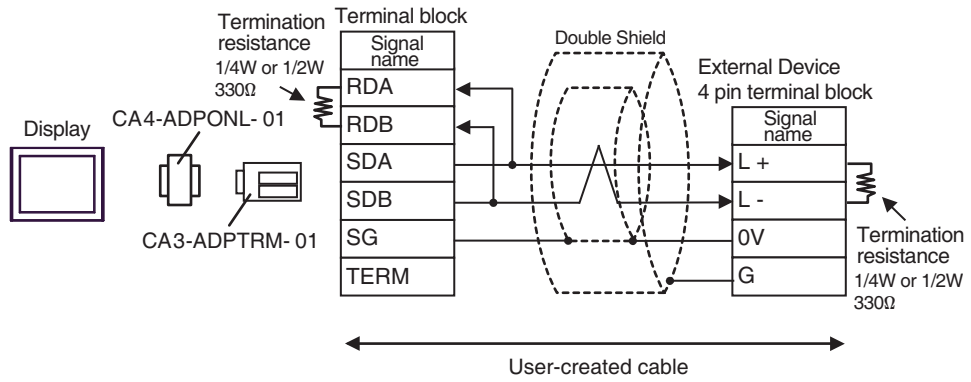 Terminal block
Termination
resistance
1/4W or 1/2W
330Ω
Signal
name
RDA
RDB
SDA
SDB
SG
TERM
Display
CA4-ADPONL- 01
CA3-ADPTRM- 01
Double Shield
External Device
4 pin terminal block
Signal
name
L +
L -
0V
G
Termination
resistance
1/4W or 1/2W
330Ω
User-created cable